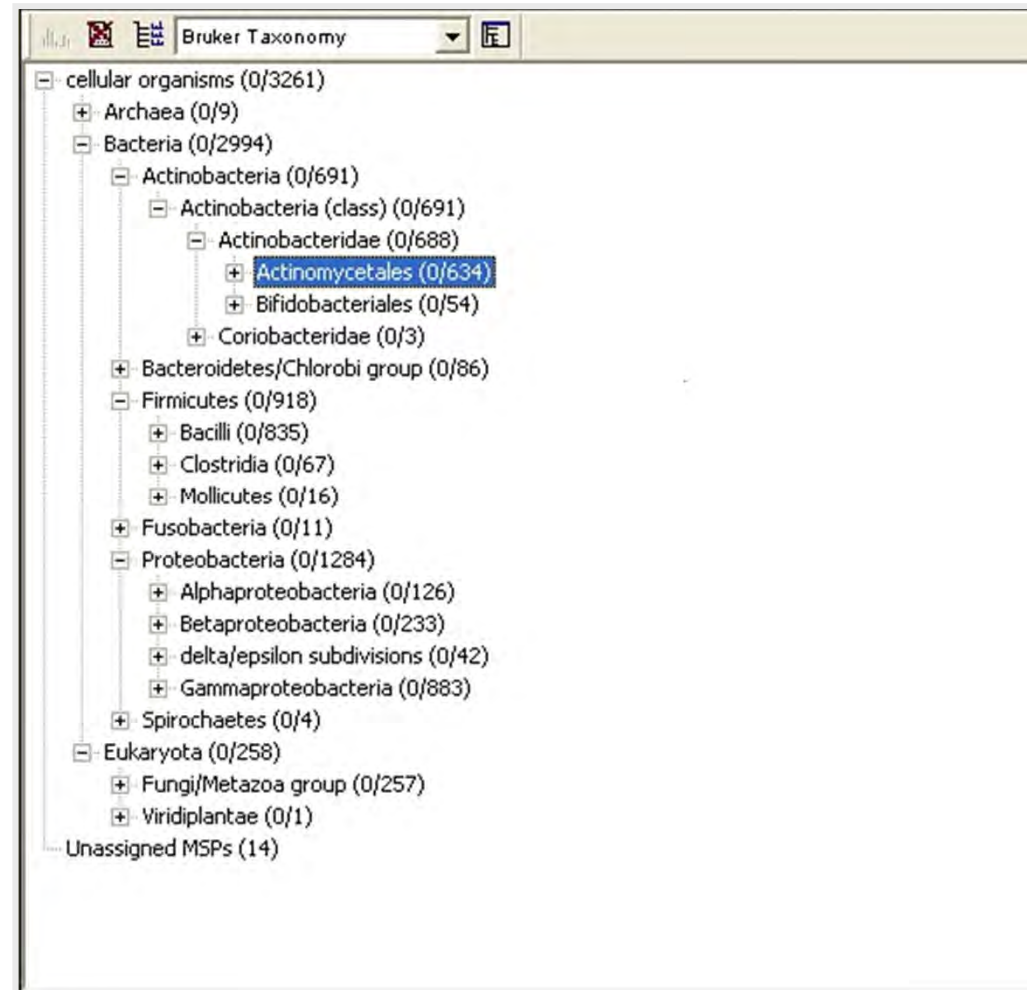 Bruker Taxonomy
cellular organisms (0/3261)
Archaea (0/9)
Bacteria (0/2994)
Actinobacteria (0/691)
Actinobacteria (class) (0/691)
Actinobacteridae (0/688)
Actinomycetales (0/634)
Bifidobacteriales (0/54)
Coriobacteridae (0/3)
Bacteroidetes/Chlorobi group (0/86)
Firmicutes (0/918)
Bacilli (0/835)
Clostridia (0/67)
Mollicutes (0/16)
Fusobacteria (0/11)
Proteobacteria (0/1284)
Alphaproteobacteria (0/126)
Betaproteobacteria (0/233)
delta/epsilon subdivisions (0/42)
Gammaproteobacteria (0/883)
Spirochaetes (0/4)
Eukaryota (0/258)
Fungi/Metazoa group (0/257)
Viridiplantae (0/1)
Unassigned MSPs (14)